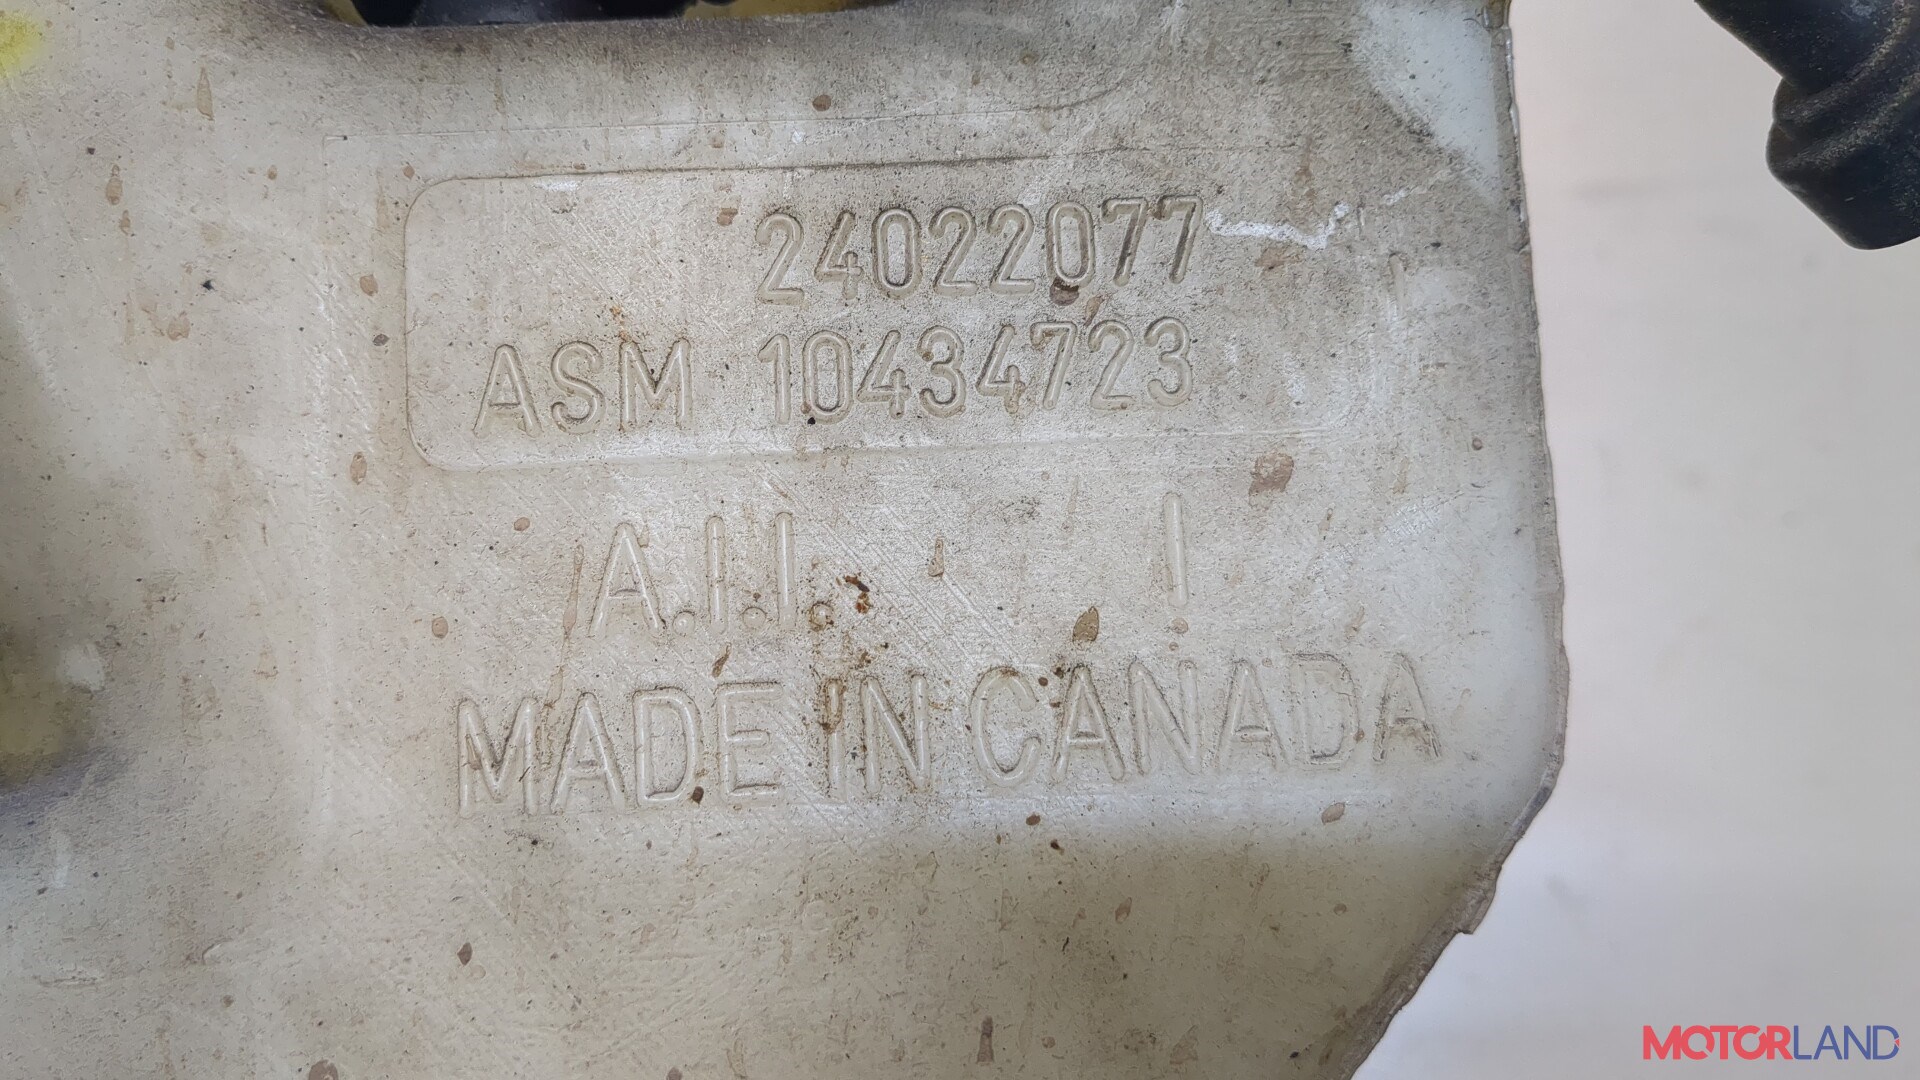 24022077
ASM 10434723
A.I.I. I
MADE IN CANADA
MOTORLAND